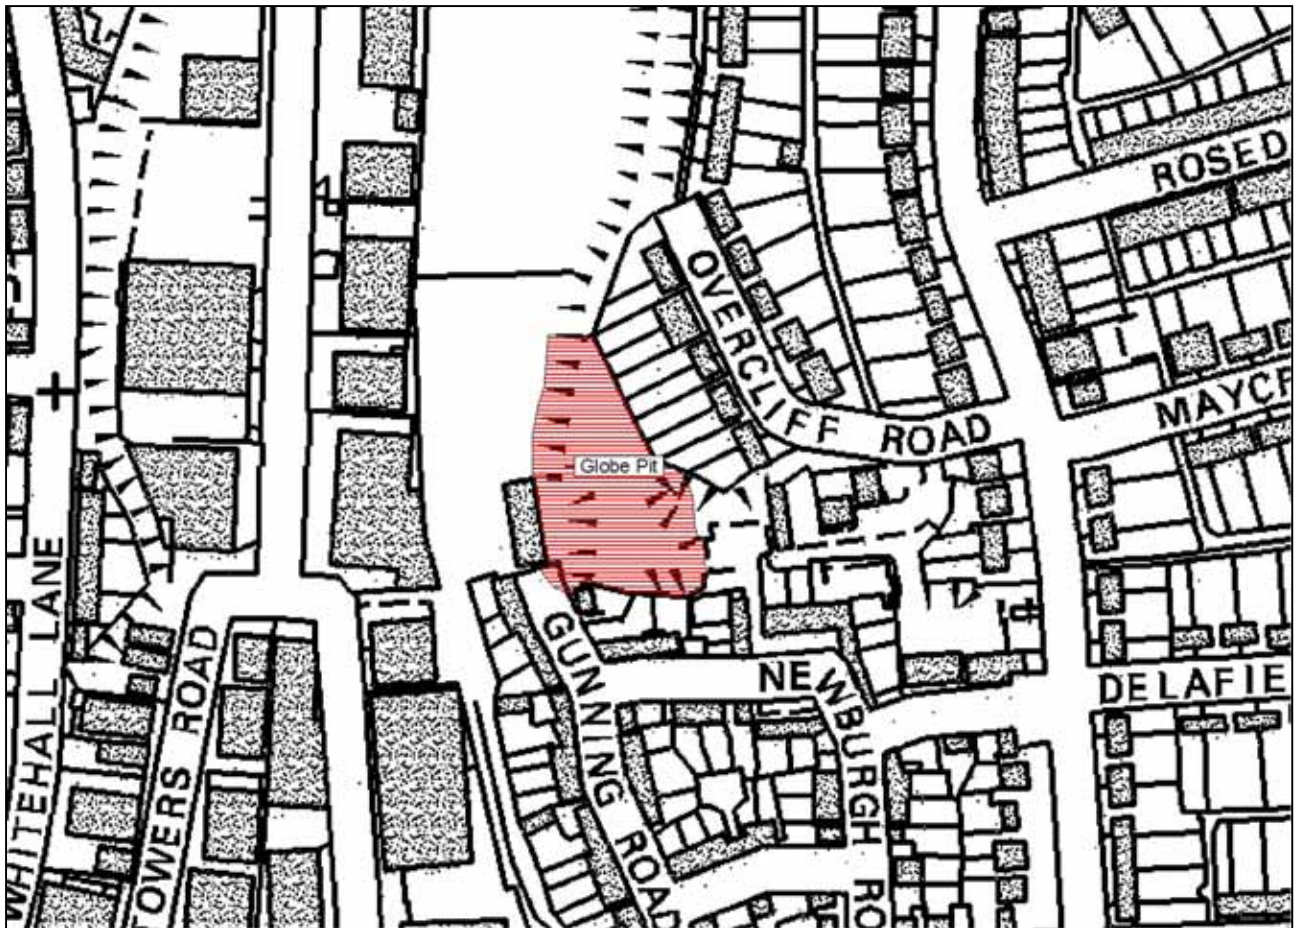 ROSED
OVERCLIFF ROAD
MAYCF
Globe Pit
WHITEHALL LANE
TOWERS ROAD
GUNNING ROAD
NEWBURGH RO
DELAFIE